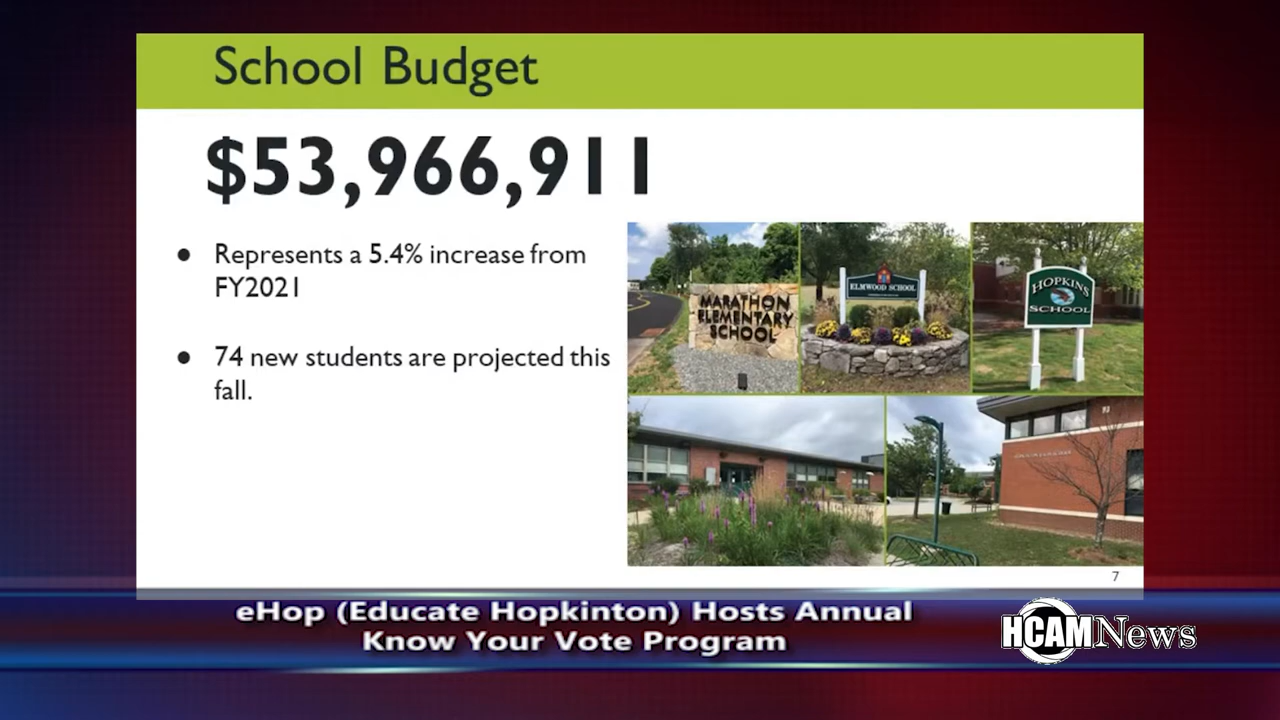 School Budget
$53,966,911
● Represents a 5.4% increase from
FY2021
● 74 new students are projected this
fall.
MARATHON
ELEMENTARY
SCHOOL
ELMWOOD SCHOOL
HOPKINS
SCHOOL
7
eHop (Educate Hopkinton) Hosts Annual
Know Your Vote Program
HCAMNews